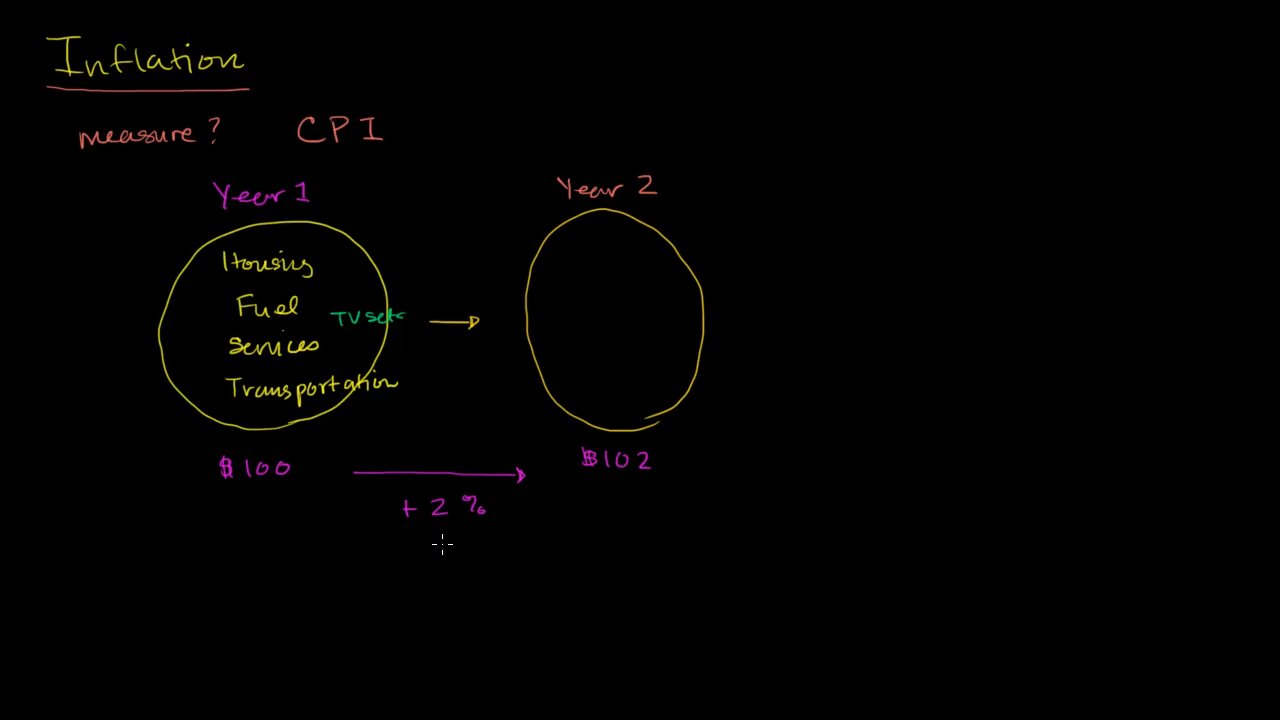 Inflation
measure? CPI
Year 1
Year 2
Housing
Fuel
TV sets
Services
Transportation
$100
$102
+ 2%